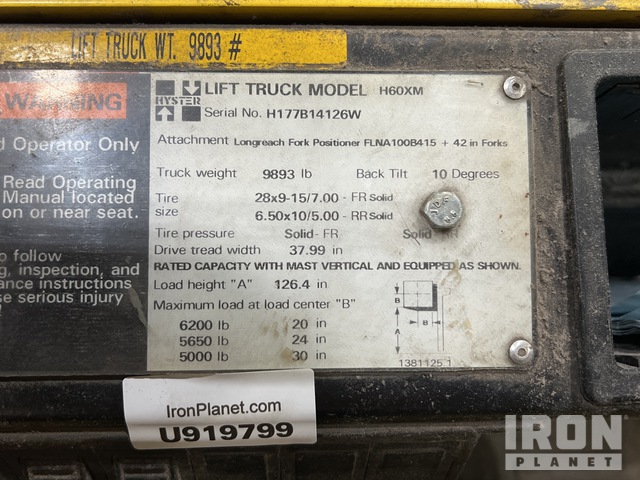 LIFT TRUCK WT. 9893 #
WARNING
d Operator Only
Read Operating
Manual located
on or near seat.
o follow
g, inspection, and
ance instructions
se serious injury
HYSTER
LIFT TRUCK MODEL H60XM
Serial No. H177B14126W
Attachment Longreach Fork Positioner FLNA100B415 + 42 in Forks
Truck weight 9893 lb Back Tilt 10 Degrees
Tire 28x9-15/7.00 - FR Solid
size 6.50x10/5.00 - RR Solid
Tire pressure Solid - FR Solid RR
Drive tread width 37.99 in
RATED CAPACITY WITH MAST VERTICAL AND EQUIPPED AS SHOWN.
Load height "A" 126.4 in
Maximum load at load center "B"
6200 lb 20 in
5650 lb 24 in
5000 lb 30 in
B
A
B
1381125.1
IronPlanet.com
U919799
IRON
PLANET